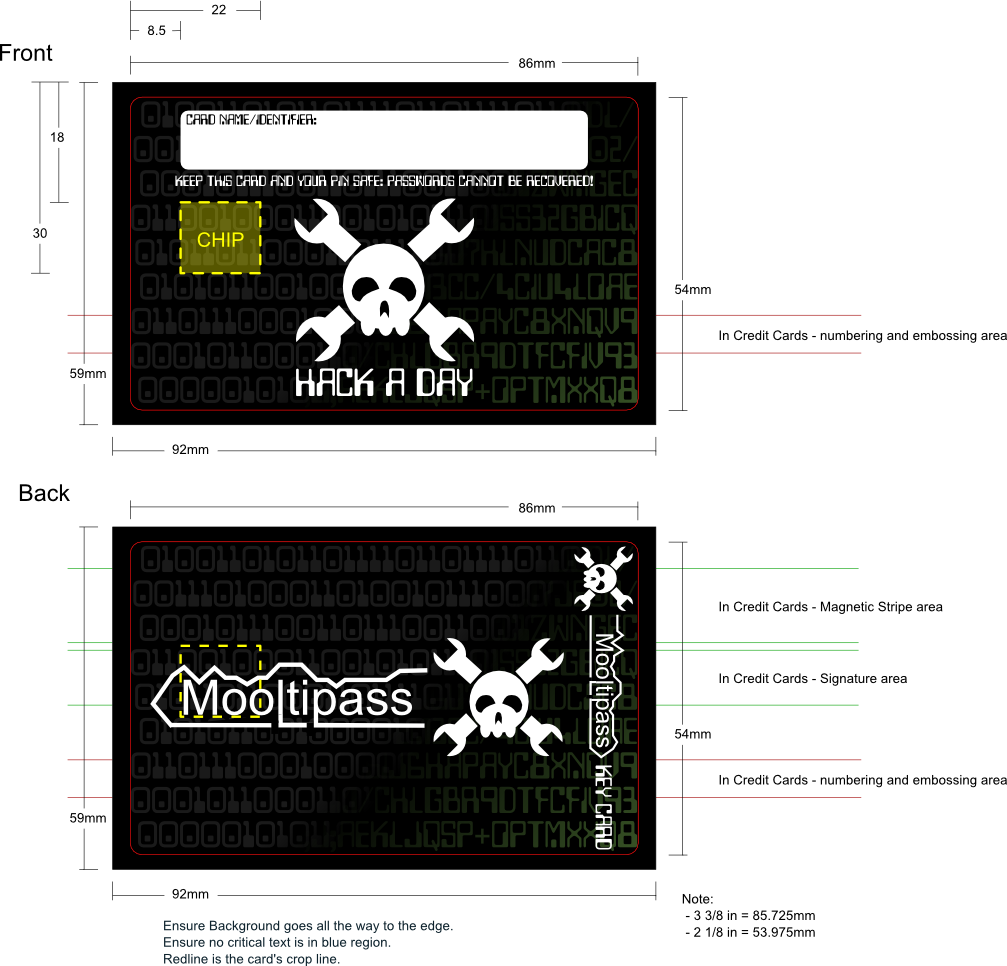 22
8.5
Front
86mm
18
CARD NAME/IDENTIFIER:
KEEP THIS CARD AND YOUR PIN SAFE: PASSWORDS CANNOT BE RECOVERED!
CHIP
30
54mm
In Credit Cards - numbering and embossing area
59mm
HACK A DAY
92mm
Back
86mm
In Credit Cards - Magnetic Stripe area
Mooltipass
Mooltipass
In Credit Cards - Signature area
54mm
In Credit Cards - numbering and embossing area
KEY CARD
59mm
92mm
Note:
- 3 3/8 in = 85.725mm
- 2 1/8 in = 53.975mm
Ensure Background goes all the way to the edge.
Ensure no critical text is in blue region.
Redline is the card's crop line.